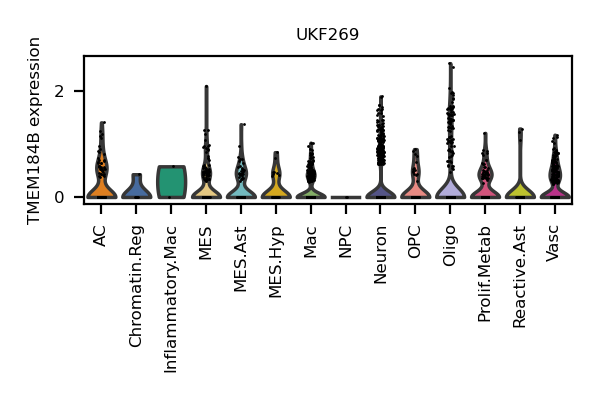 UKF269
TMEM184B expression
2
0
AC
Chromatin.Reg
Inflammatory.Mac
MES
MES.Ast
MES.Hyp
Mac
NPC
Neuron
OPC
Oligo
Prolif.Metab
Reactive.Ast
Vasc